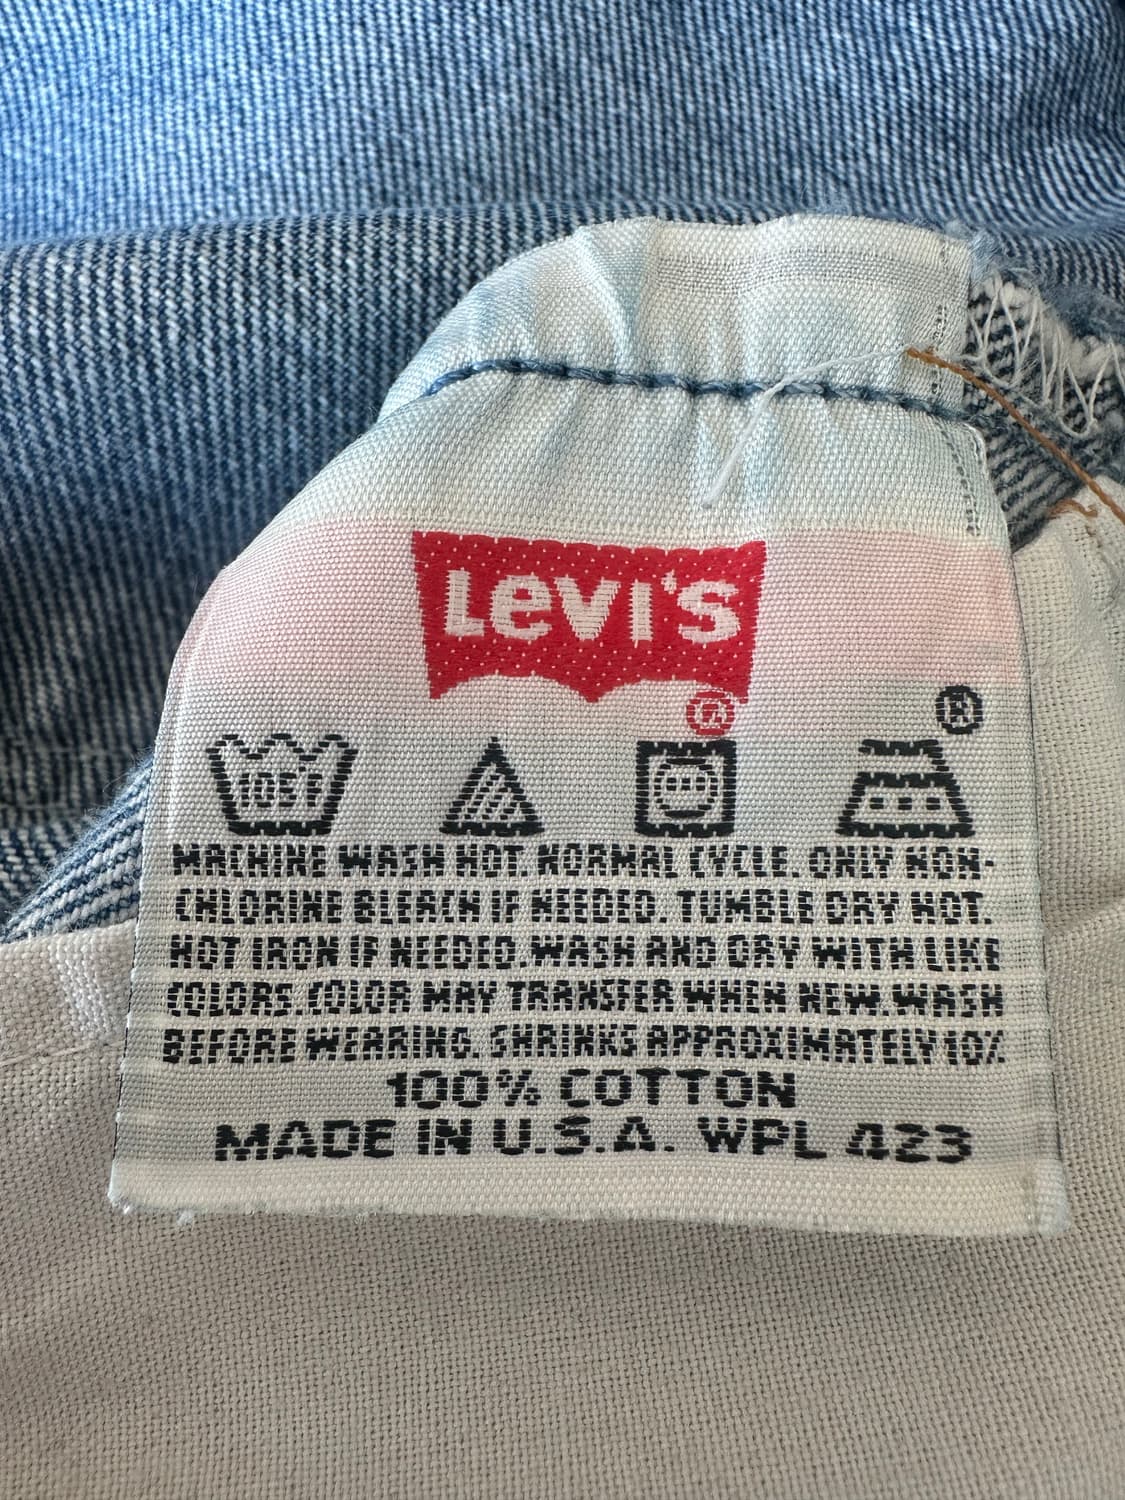 Levi's
®
®
105°F
MACHINE WASH HOT. NORMAL CYCLE. ONLY NON-
CHLORINE BLEACH IF NEEDED. TUMBLE DRY HOT.
HOT IRON IF NEEDED. WASH AND DRY WITH LIKE
COLORS. COLOR MAY TRANSFER WHEN NEW. WASH
BEFORE WEARING. SHRINKS APPROXIMATELY 10%
100% COTTON
MADE IN U.S.A. WPL 423